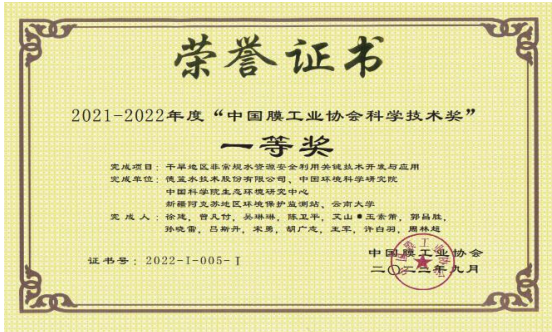 荣誉证书
2021-2022年度“中国膜工业协会科学技术奖”
一等奖
完成项目：干旱地区非常规水资源安全利用关键技术开发与应用
完成单位：德蓝水技术股份有限公司、中国环境科学研究院
中国科学院生态环境研究中心
新疆阿克苏地区环境保护监测站、云南大学
完成人：徐建，曾凡付，吴琳琳，陈卫平，艾山·玉素莆，郭昌胜，
孙晓雷，吕斯丹，宋勇，胡广志，王军，许白羽，周林超
中国膜工业协会
证书号：2022-I-005-I
二〇二二年九月